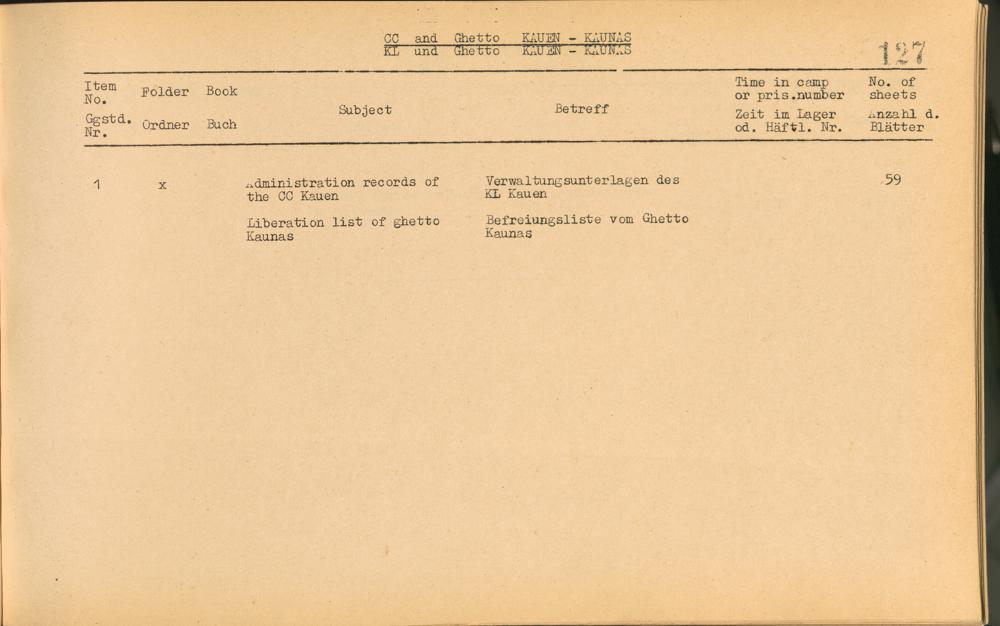 CC and Ghetto KAUEN - KAUNAS
KL und Ghetto KAUEN - KAUNAS
127
Item No. Folder Book Subject Betreff Time in camp or pris.number No. of sheets
Ggstd. Nr. Ordner Buch Zeit im Lager od. Häftl. Nr. Anzahl d. Blätter
1 x Administration records of the CC Kauen Verwaltungsunterlagen des KL Kauen 59
Liberation list of ghetto Kaunas Befreiungsliste vom Ghetto Kaunas